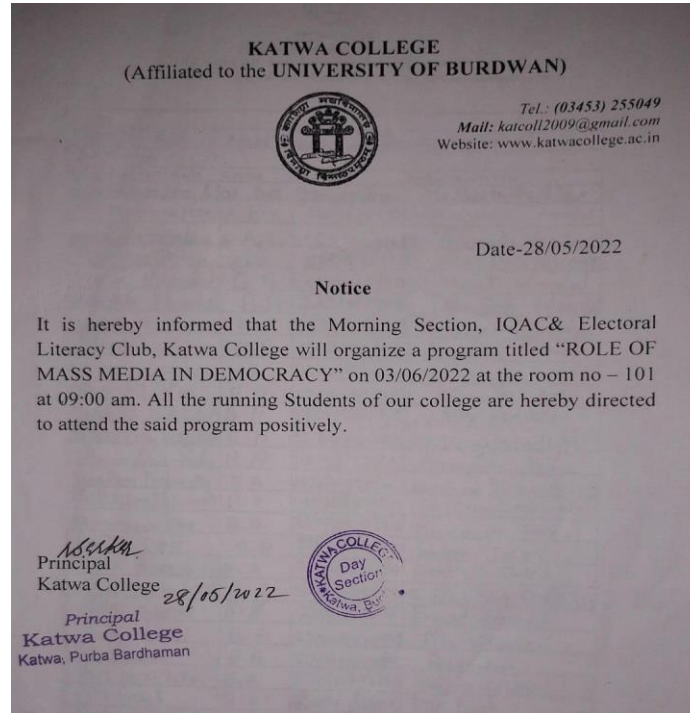 KATWA COLLEGE
(Affiliated to the UNIVERSITY OF BURDWAN)
Tel.: (03453) 255049
Mail: katcoll2009@gmail.com
Website: www.katwacollege.ac.in
Date-28/05/2022
Notice
It is hereby informed that the Morning Section, IQAC& Electoral
Literacy Club, Katwa College will organize a program titled “ROLE OF
MASS MEDIA IN DEMOCRACY” on 03/06/2022 at the room no – 101
at 09:00 am. All the running Students of our college are hereby directed
to attend the said program positively.
Principal
Katwa College
28/05/2022
Principal
Katwa College
Katwa, Purba Bardhaman
KATWA COLLEGE
Day
Section
Katwa,